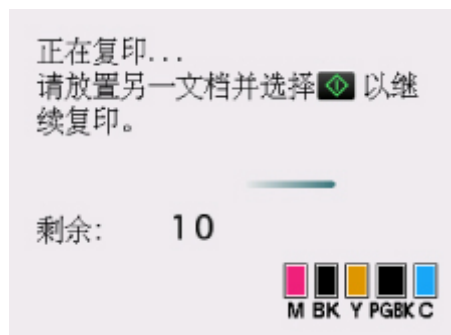 正在复印...
请放置另一文档并选择 以继
续复印。
剩余: 10
M BK Y PGBK C